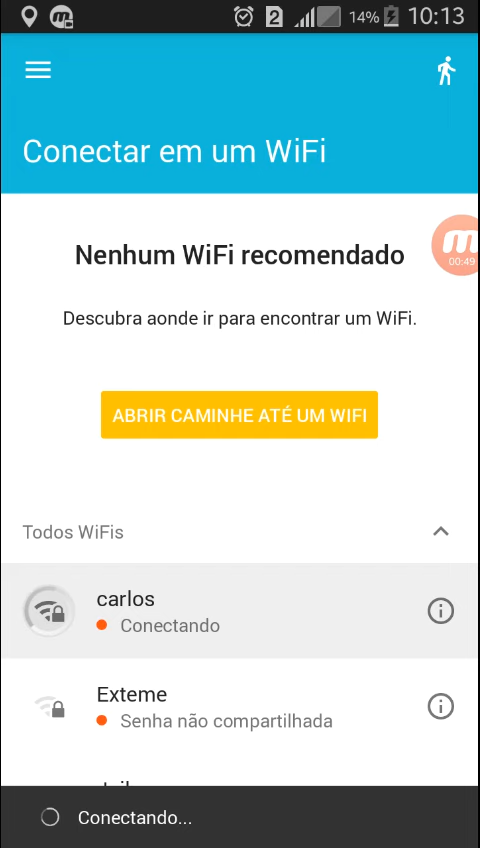 2 14% 10:13
Conectar em um WiFi
Nenhum WiFi recomendado
00:49
Descubra aonde ir para encontrar um WiFi.
ABRIR CAMINHE ATÉ UM WIFI
Todos WiFis
carlos
Conectando
Exteme
Senha não compartilhada
Conectando...